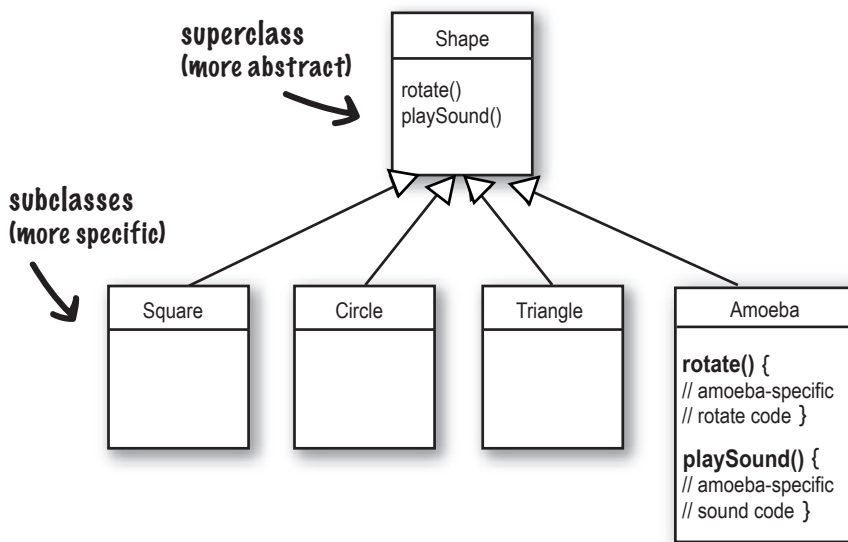 superclass
(more abstract)
Shape
rotate()
playSound()
subclasses
(more specific)
Square
Circle
Triangle
Amoeba
rotate() {
// amoeba-specific
// rotate code }
playSound() {
// amoeba-specific
// sound code }